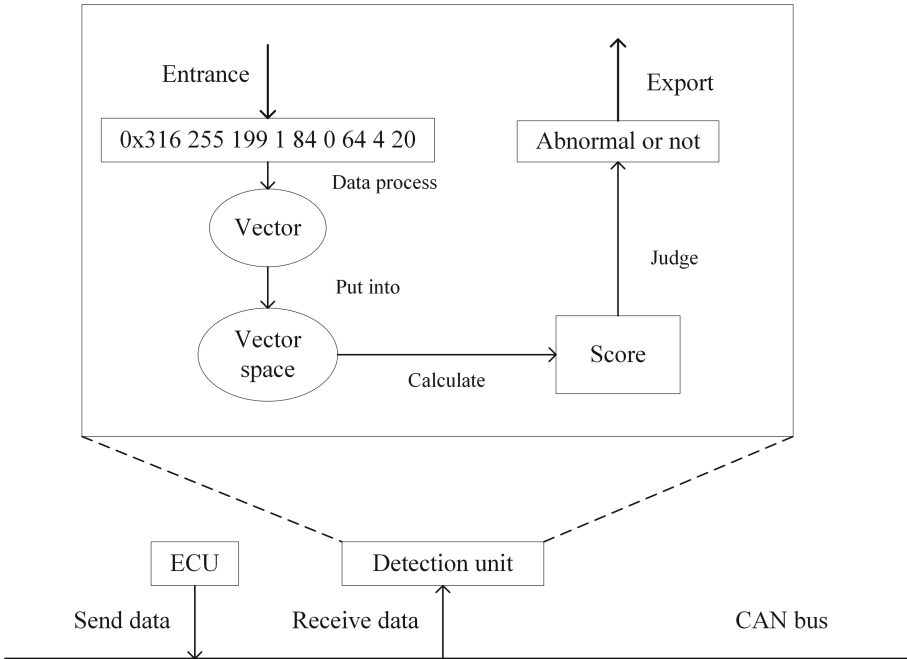 Entrance
Export
0x316 255 199 1 84 0 64 4 20
Abnormal or not
Data process
Vector
Judge
Put into
Vector
space
Score
Calculate
ECU
Detection unit
Send data
Receive data
CAN bus